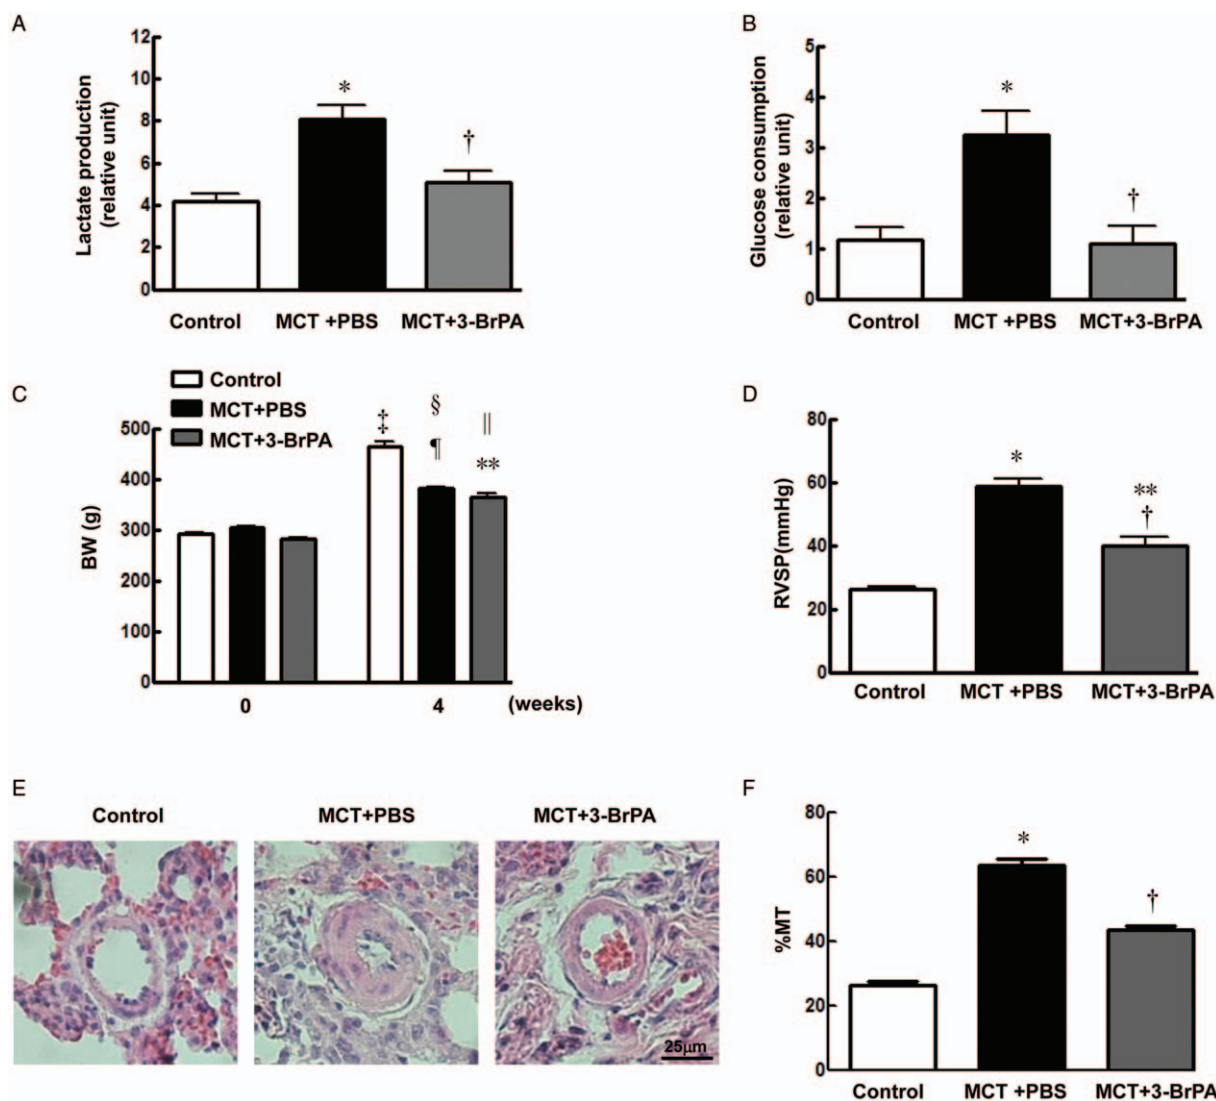 A
Lactate production
(relative unit)
12
10
8
6
4
2
0
*
†
Control
MCT +PBS
MCT+3-BrPA
B
Glucose consumption
(relative unit)
5
4
3
2
1
0
*
†
Control
MCT +PBS
MCT+3-BrPA
C
Control
MCT+PBS
MCT+3-BrPA
BW (g)
500
400
300
200
100
0
‡
§
¶
||
**
0
4
(weeks)
D
RVSP(mmHg)
80
60
40
20
0
*
**
†
Control
MCT +PBS
MCT+3-BrPA
E
Control
MCT+PBS
MCT+3-BrPA
25μm
F
%MT
80
60
40
20
0
*
†
Control
MCT +PBS
MCT+3-BrPA